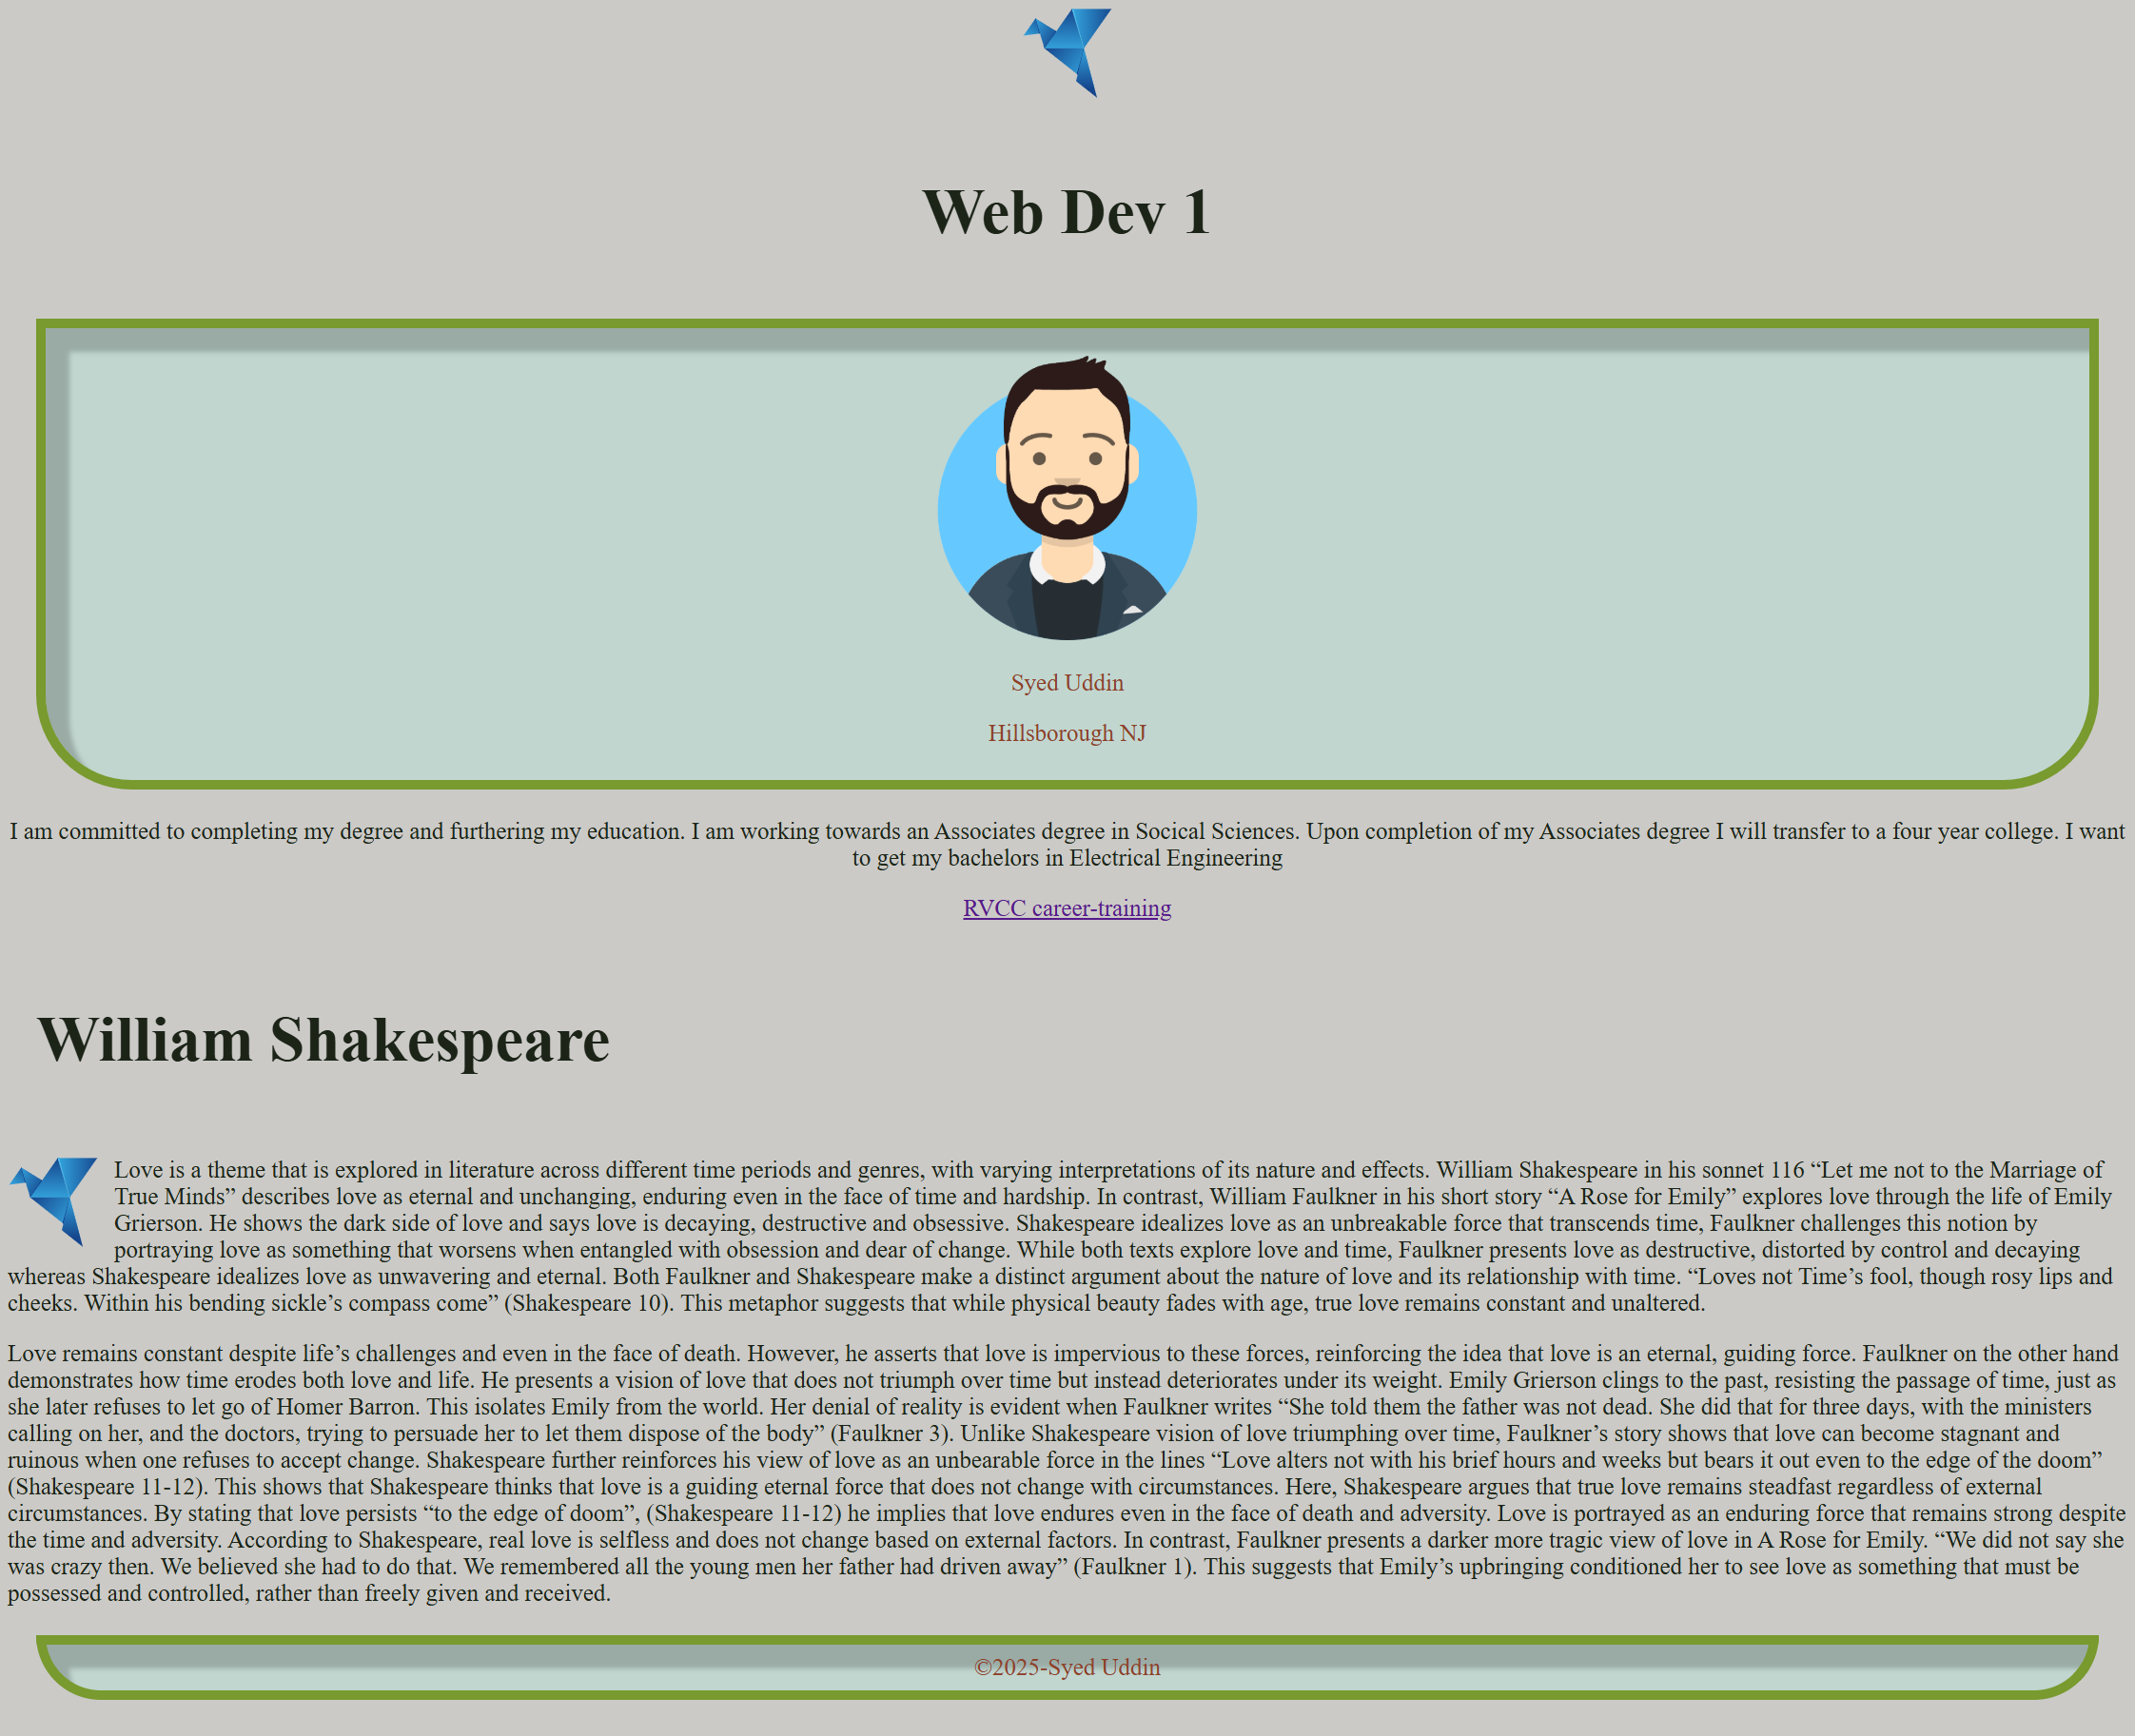 Web Dev 1
Syed Uddin
Hillsborough NJ
I am committed to completing my degree and furthering my education. I am working towards an Associates degree in Socical Sciences. Upon completion of my Associates degree I will transfer to a four year college. I want
to get my bachelors in Electrical Engineering
RVCC career-training
William Shakespeare
Love is a theme that is explored in literature across different time periods and genres, with varying interpretations of its nature and effects. William Shakespeare in his sonnet 116 “Let me not to the Marriage of
True Minds” describes love as eternal and unchanging, enduring even in the face of time and hardship. In contrast, William Faulkner in his short story “A Rose for Emily” explores love through the life of Emily
Grierson. He shows the dark side of love and says love is decaying, destructive and obsessive. Shakespeare idealizes love as an unbreakable force that transcends time, Faulkner challenges this notion by
portraying love as something that worsens when entangled with obsession and dear of change. While both texts explore love and time, Faulkner presents love as destructive, distorted by control and decaying
whereas Shakespeare idealizes love as unwavering and eternal. Both Faulkner and Shakespeare make a distinct argument about the nature of love and its relationship with time. “Loves not Time’s fool, though rosy lips and
cheeks. Within his bending sickle’s compass come” (Shakespeare 10). This metaphor suggests that while physical beauty fades with age, true love remains constant and unaltered.
Love remains constant despite life’s challenges and even in the face of death. However, he asserts that love is impervious to these forces, reinforcing the idea that love is an eternal, guiding force. Faulkner on the other hand
demonstrates how time erodes both love and life. He presents a vision of love that does not triumph over time but instead deteriorates under its weight. Emily Grierson clings to the past, resisting the passage of time, just as
she later refuses to let go of Homer Barron. This isolates Emily from the world. Her denial of reality is evident when Faulkner writes “She told them the father was not dead. She did that for three days, with the ministers
calling on her, and the doctors, trying to persuade her to let them dispose of the body” (Faulkner 3). Unlike Shakespeare vision of love triumphing over time, Faulkner’s story shows that love can become stagnant and
ruinous when one refuses to accept change. Shakespeare further reinforces his view of love as an unbearable force in the lines “Love alters not with his brief hours and weeks but bears it out even to the edge of the doom”
(Shakespeare 11-12). This shows that Shakespeare thinks that love is a guiding eternal force that does not change with circumstances. Here, Shakespeare argues that true love remains steadfast regardless of external
circumstances. By stating that love persists “to the edge of doom”, (Shakespeare 11-12) he implies that love endures even in the face of death and adversity. Love is portrayed as an enduring force that remains strong despite
the time and adversity. According to Shakespeare, real love is selfless and does not change based on external factors. In contrast, Faulkner presents a darker more tragic view of love in A Rose for Emily. “We did not say she
was crazy then. We believed she had to do that. We remembered all the young men her father had driven away” (Faulkner 1). This suggests that Emily’s upbringing conditioned her to see love as something that must be
possessed and controlled, rather than freely given and received.
©2025-Syed Uddin